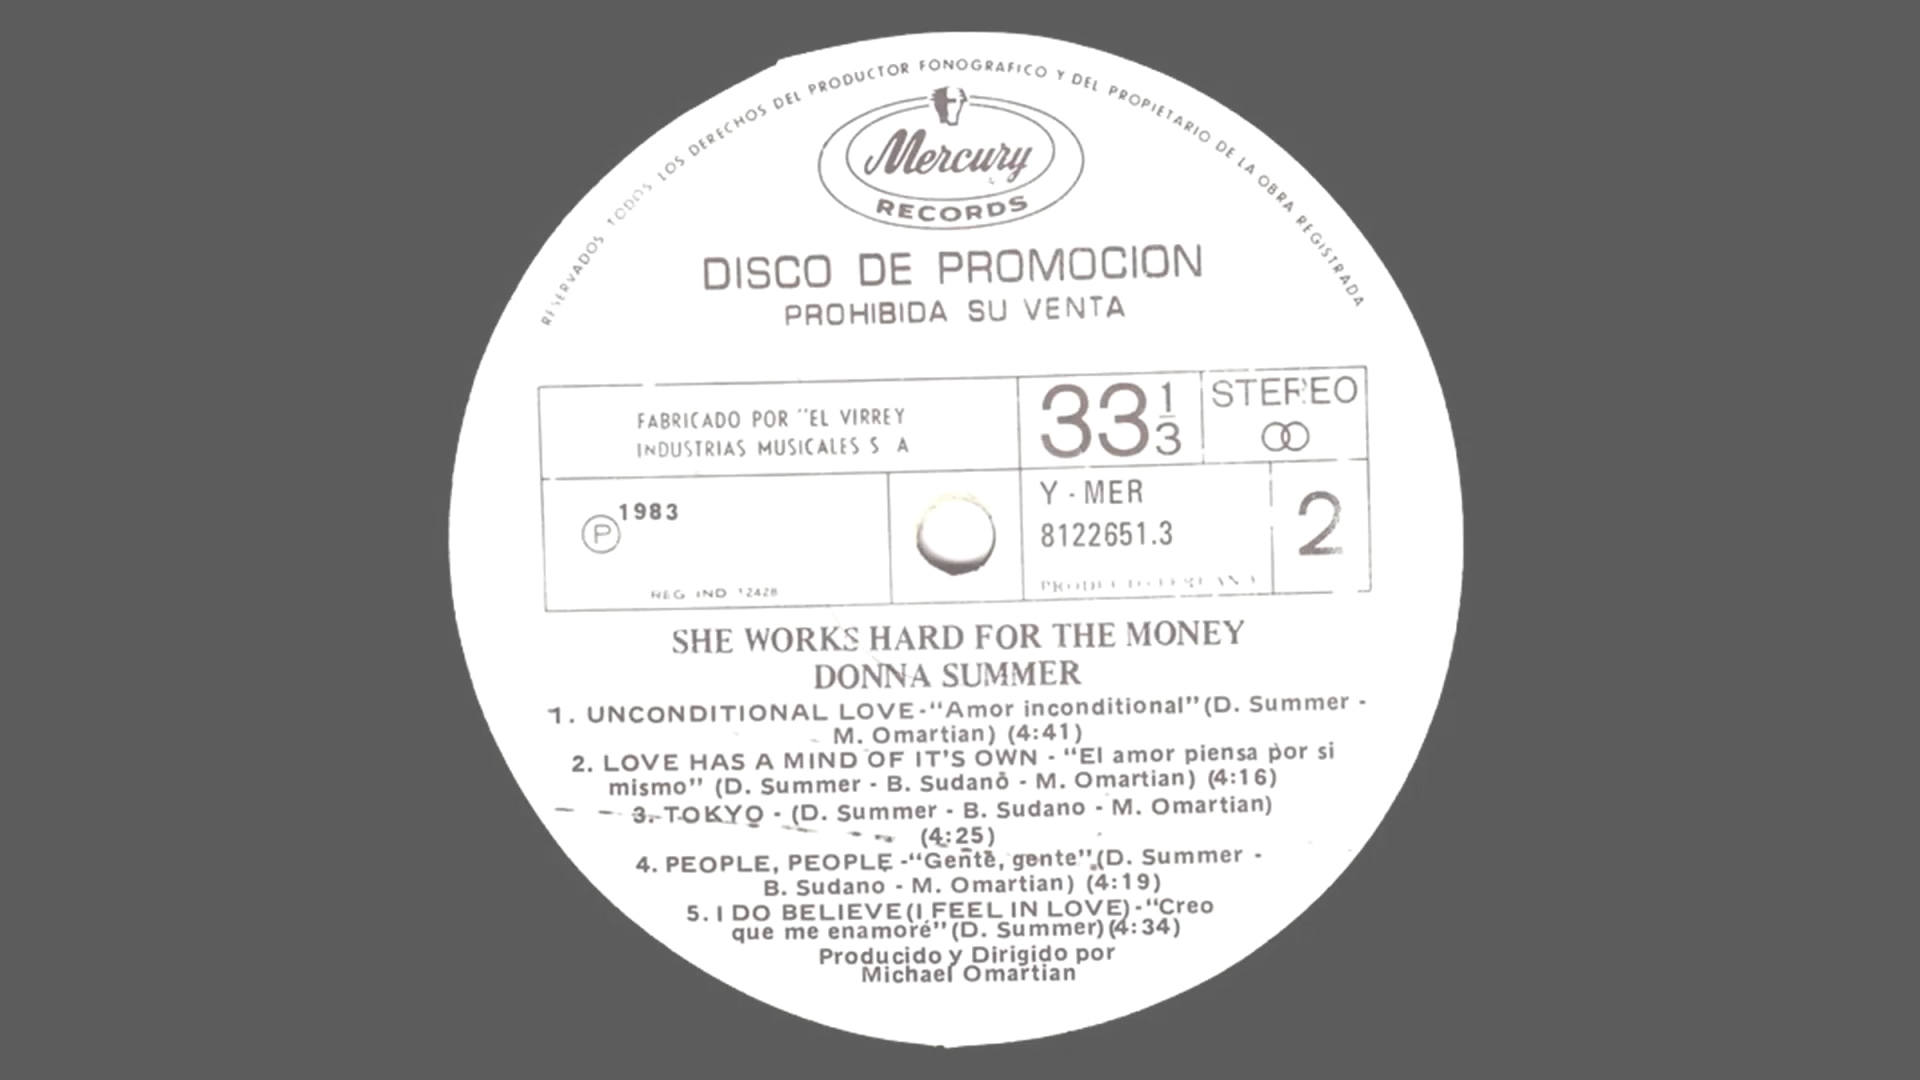 RESERVADOS TODOS LOS DERECHOS DEL PRODUCTOR FONOGRAFICO Y DEL PROPIETARIO DE LA OBRA REGISTRADA
Mercury
RECORDS
DISCO DE PROMOCION
PROHIBIDA SU VENTA
FABRICADO POR "EL VIRREY
INDUSTRIAS MUSICALES S A
33 1/3
STEREO
P 1983
REG IND 12428
Y - MER
8122651.3
2
SHE WORKS HARD FOR THE MONEY
DONNA SUMMER
1. UNCONDITIONAL LOVE-"Amor inconditional" (D. Summer -
M. Omartian) (4:41)
2. LOVE HAS A MIND OF IT'S OWN - "El amor piensa por si
mismo" (D. Summer - B. Sudano - M. Omartian) (4:16)
3. TOKYO - (D. Summer - B. Sudano - M. Omartian)
(4:25)
4. PEOPLE, PEOPLE -"Gente, gente" (D. Summer -
B. Sudano - M. Omartian) (4:19)
5. I DO BELIEVE (I FEEL IN LOVE) -"Creo
que me enamoré" (D. Summer) (4:34)
Producido y Dirigido por
Michael Omartian